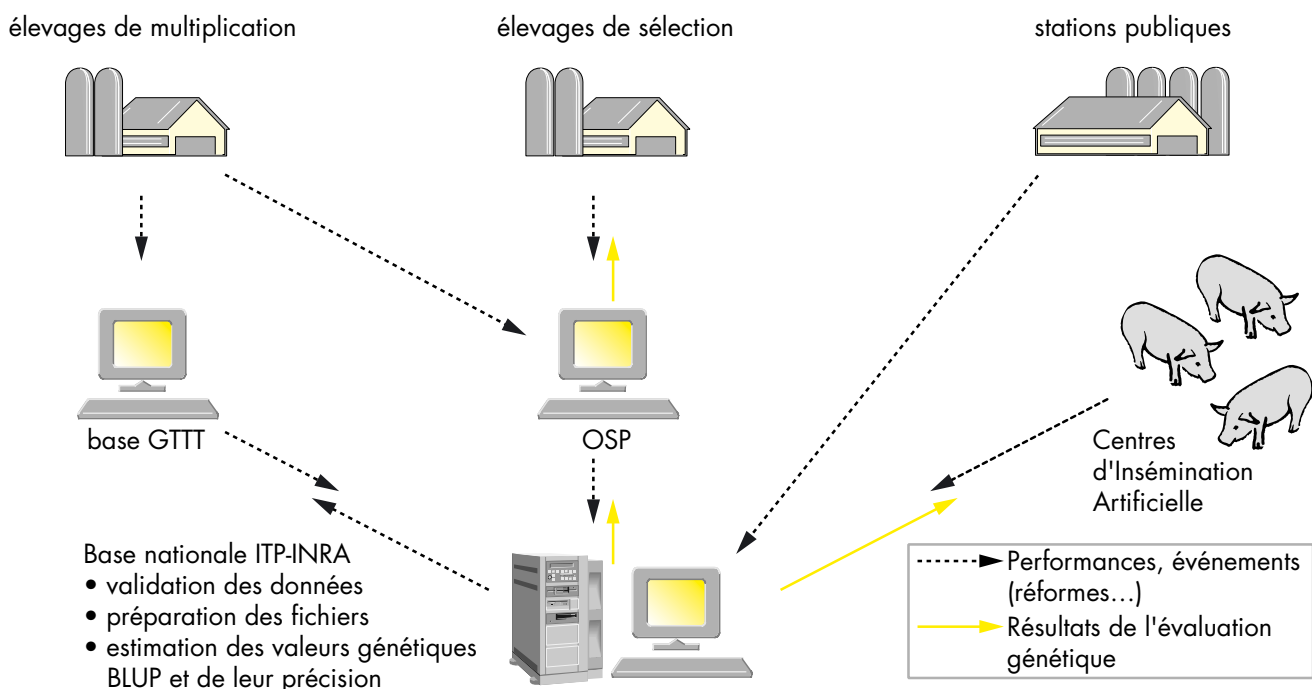 élevages de multiplication
élevages de sélection
stations publiques
base GTTT
OSP
Centres
d'Insémination
Artificielle
Base nationale ITP-INRA
• validation des données
• préparation des fichiers
• estimation des valeurs génétiques
BLUP et de leur précision
Performances, événements
(réformes…)
Résultats de l'évaluation
génétique